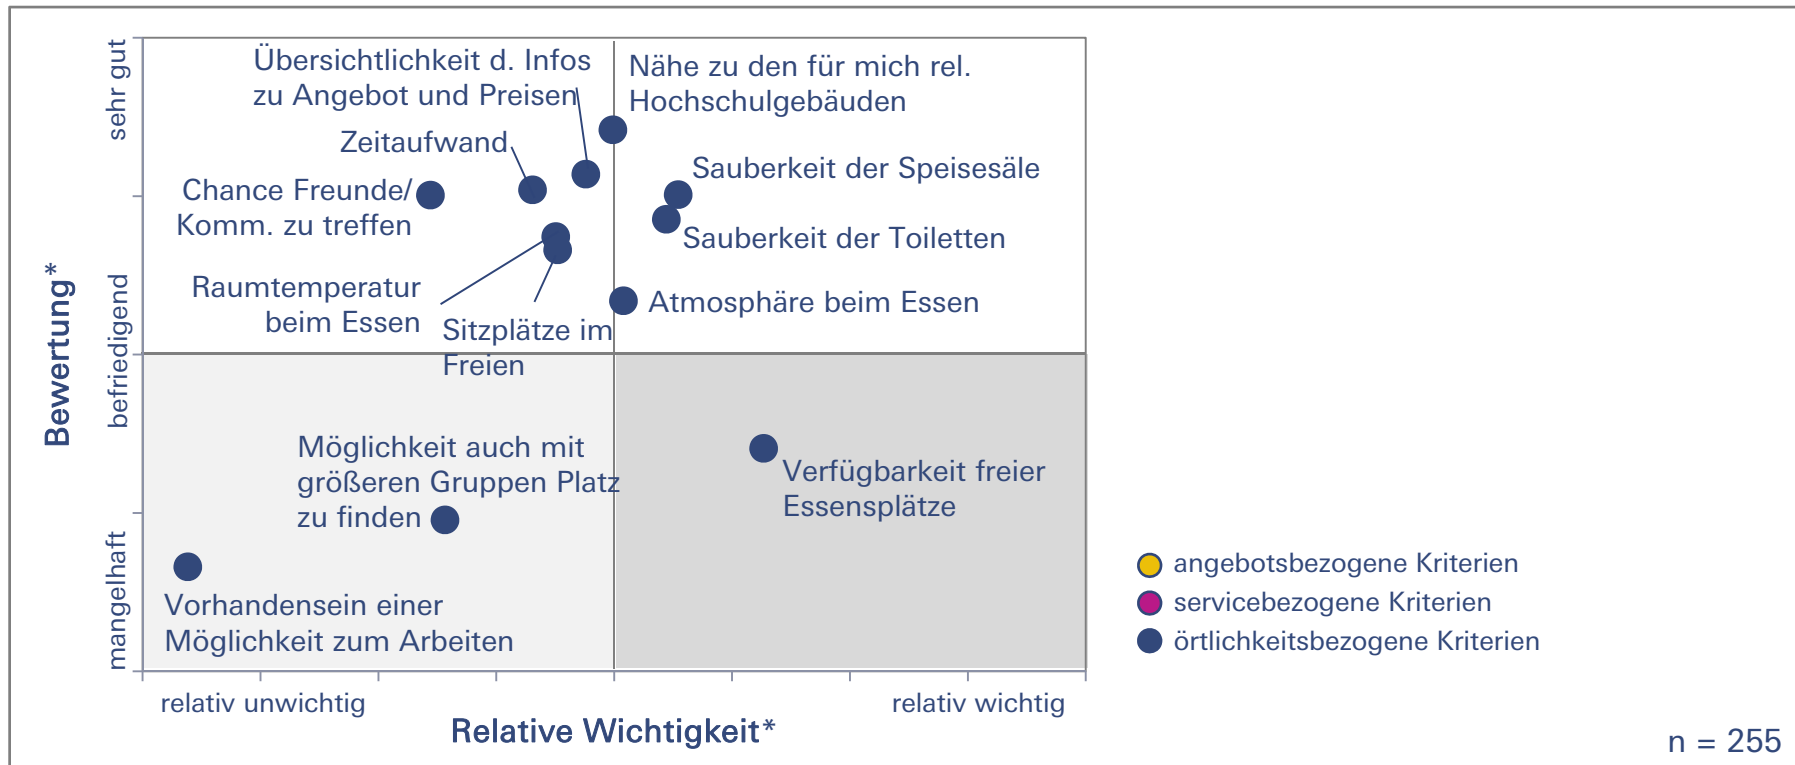 sehr gut
befriedigend
mangelhaft
Bewertung*
Übersichtlichkeit d. Infos
zu Angebot und Preisen
Nähe zu den für mich rel.
Hochschulgebäuden
Zeitaufwand
Sauberkeit der Speisesäle
Chance Freunde/
Komm. zu treffen
Sauberkeit der Toiletten
Raumtemperatur
beim Essen
Sitzplätze im
Freien
Atmosphäre beim Essen
Möglichkeit auch mit
größeren Gruppen Platz
zu finden
Verfügbarkeit freier
Essensplätze
Vorhandensein einer
Möglichkeit zum Arbeiten
relativ unwichtig
relativ wichtig
Relative Wichtigkeit*
angebotsbezogene Kriterien
servicebezogene Kriterien
örtlichkeitsbezogene Kriterien
n = 255